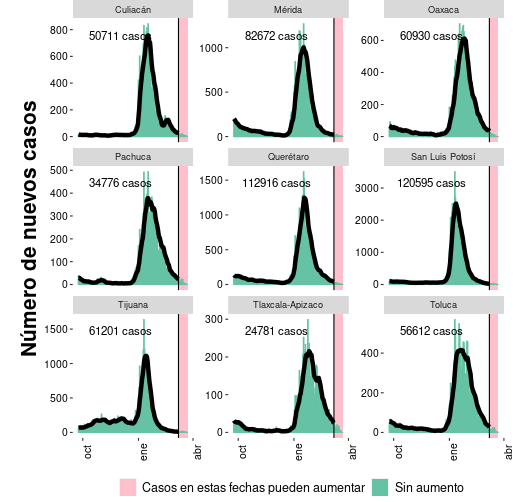 Culiacán
Mérida
Oaxaca
50711 casos
82672 casos
60930 casos
800
600
400
200
0
1000
500
0
600
400
200
0
Pachuca
Querétaro
San Luis Potosí
34776 casos
112916 casos
120595 casos
500
400
300
200
100
0
1500
1000
500
0
3000
2000
1000
0
Tijuana
Tlaxcala-Apizaco
Toluca
61201 casos
24781 casos
56612 casos
1500
1000
500
0
300
200
100
0
400
200
0
oct
ene
abr
oct
ene
abr
oct
ene
abr
Número de nuevos casos
Casos en estas fechas pueden aumentar
Sin aumento